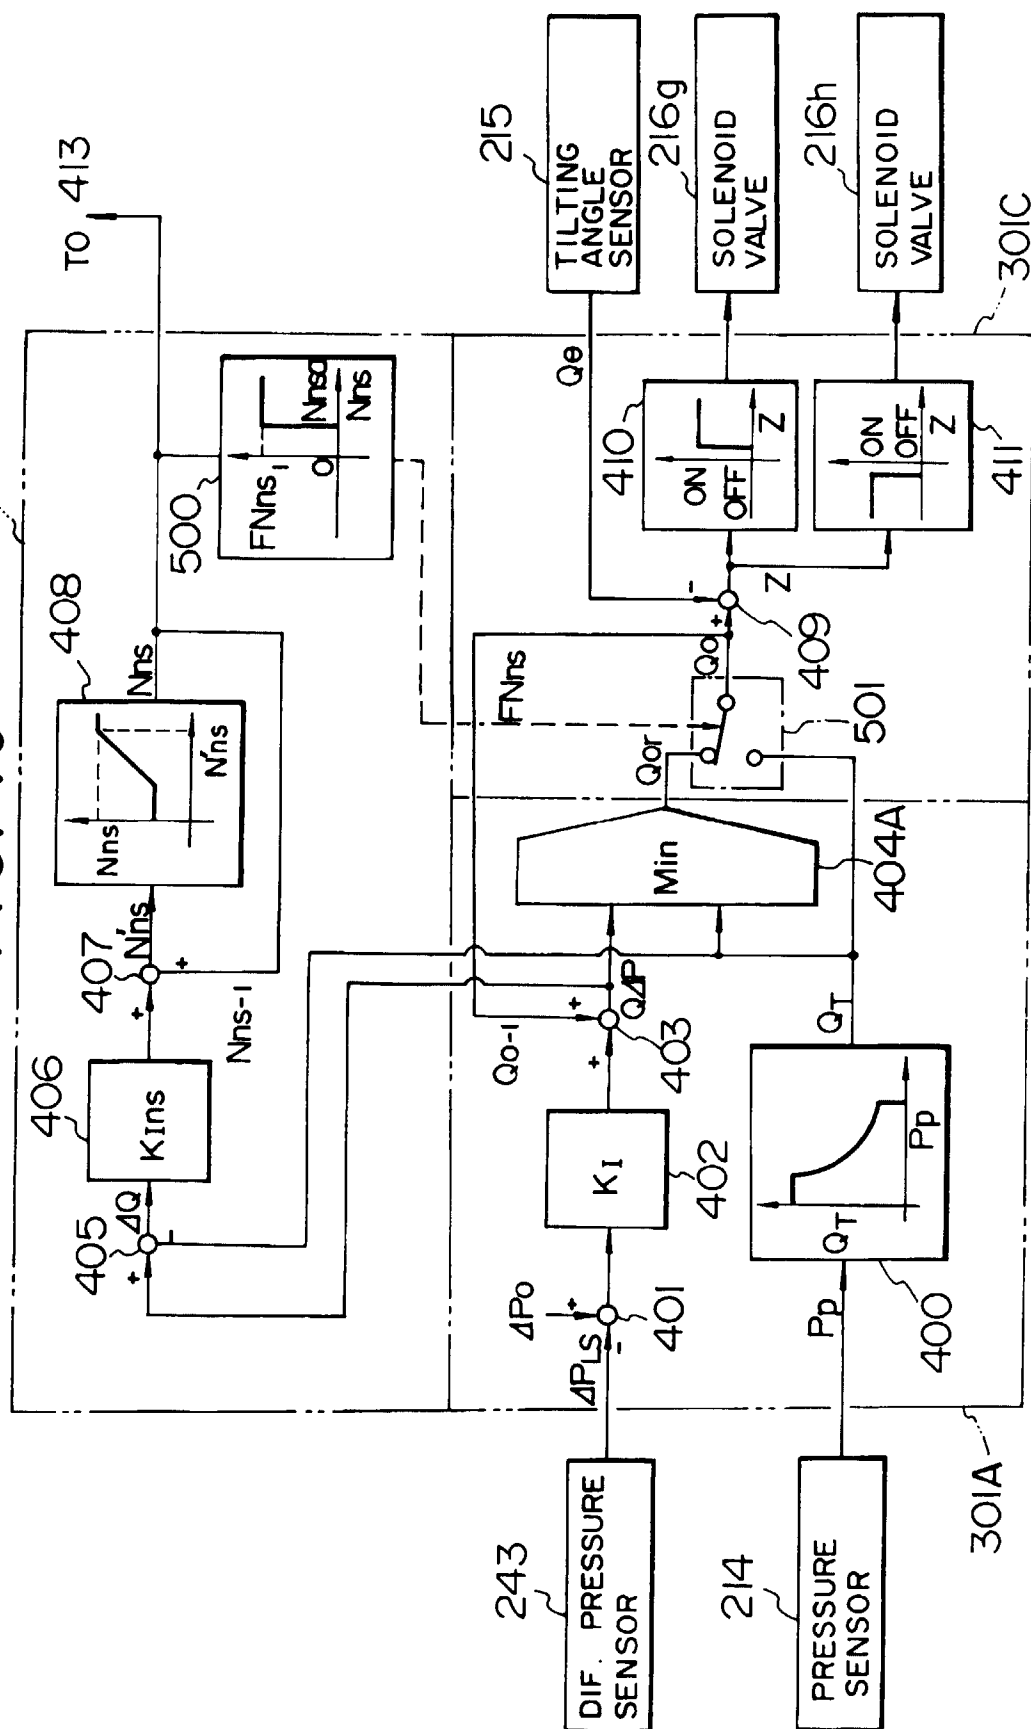 TO 413
408
Nns
N'ns
500
FNns
1
0
Nnsa
Nns
407
N'ns
+
+
Nns
Nns-1
406
KIns
405
ΔQ
+
-
215
TILTING
ANGLE
SENSOR
216g
SOLENOID
VALVE
216h
SOLENOID
VALVE
301C
Qθ
410
ON
OFF
Z
ON
OFF
Z
411
Z
-
+
409
Qo
FNns
Qor
501
Min
404A
QΔP
Qo-1
+
+
403
KI
402
ΔPo
+
-
401
ΔPLS
QT
QT
Pp
400
Pp
301A
243
DIF. PRESSURE
SENSOR
214
PRESSURE
SENSOR